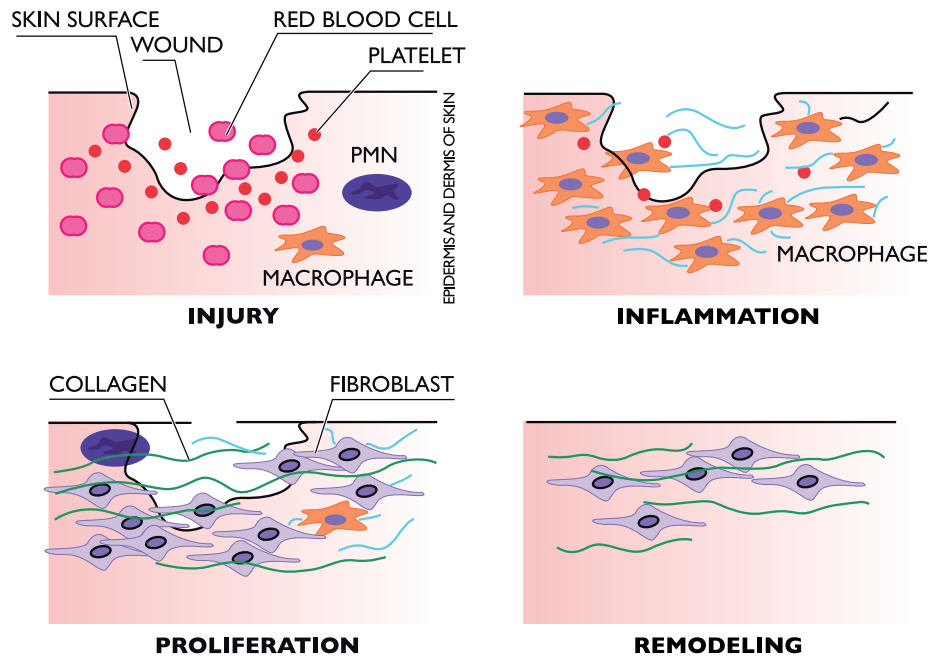 SKIN SURFACE
RED BLOOD CELL
WOUND
PLATELET
PMN
MACROPHAGE
EPIDERMIS AND DERMIS OF SKIN
INJURY
MACROPHAGE
INFLAMMATION
COLLAGEN
FIBROBLAST
PROLIFERATION
REMODELING